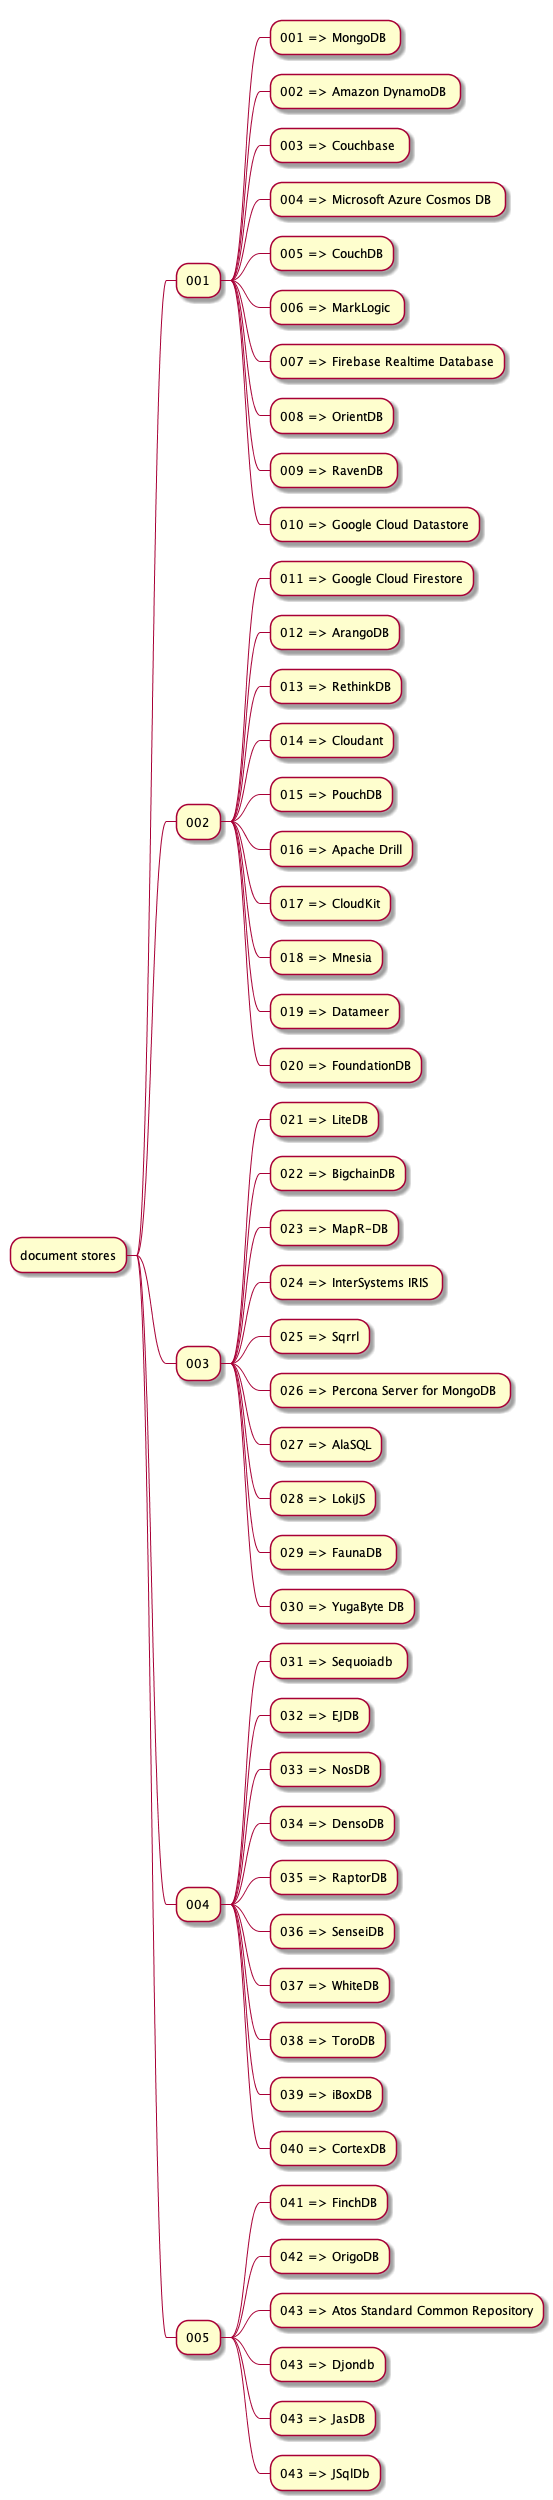 document stores
001
001 => MongoDB
002 => Amazon DynamoDB
003 => Couchbase
004 => Microsoft Azure Cosmos DB
005 => CouchDB
006 => MarkLogic
007 => Firebase Realtime Database
008 => OrientDB
009 => RavenDB
010 => Google Cloud Datastore
002
011 => Google Cloud Firestore
012 => ArangoDB
013 => RethinkDB
014 => Cloudant
015 => PouchDB
016 => Apache Drill
017 => CloudKit
018 => Mnesia
019 => Datameer
020 => FoundationDB
003
021 => LiteDB
022 => BigchainDB
023 => MapR-DB
024 => InterSystems IRIS
025 => Sqrrl
026 => Percona Server for MongoDB
027 => AlaSQL
028 => LokiJS
029 => FaunaDB
030 => YugaByte DB
004
031 => Sequoiadb
032 => EJDB
033 => NosDB
034 => DensoDB
035 => RaptorDB
036 => SenseiDB
037 => WhiteDB
038 => ToroDB
039 => iBoxDB
040 => CortexDB
005
041 => FinchDB
042 => OrigoDB
043 => Atos Standard Common Repository
043 => Djondb
043 => JasDB
043 => JSqlDb